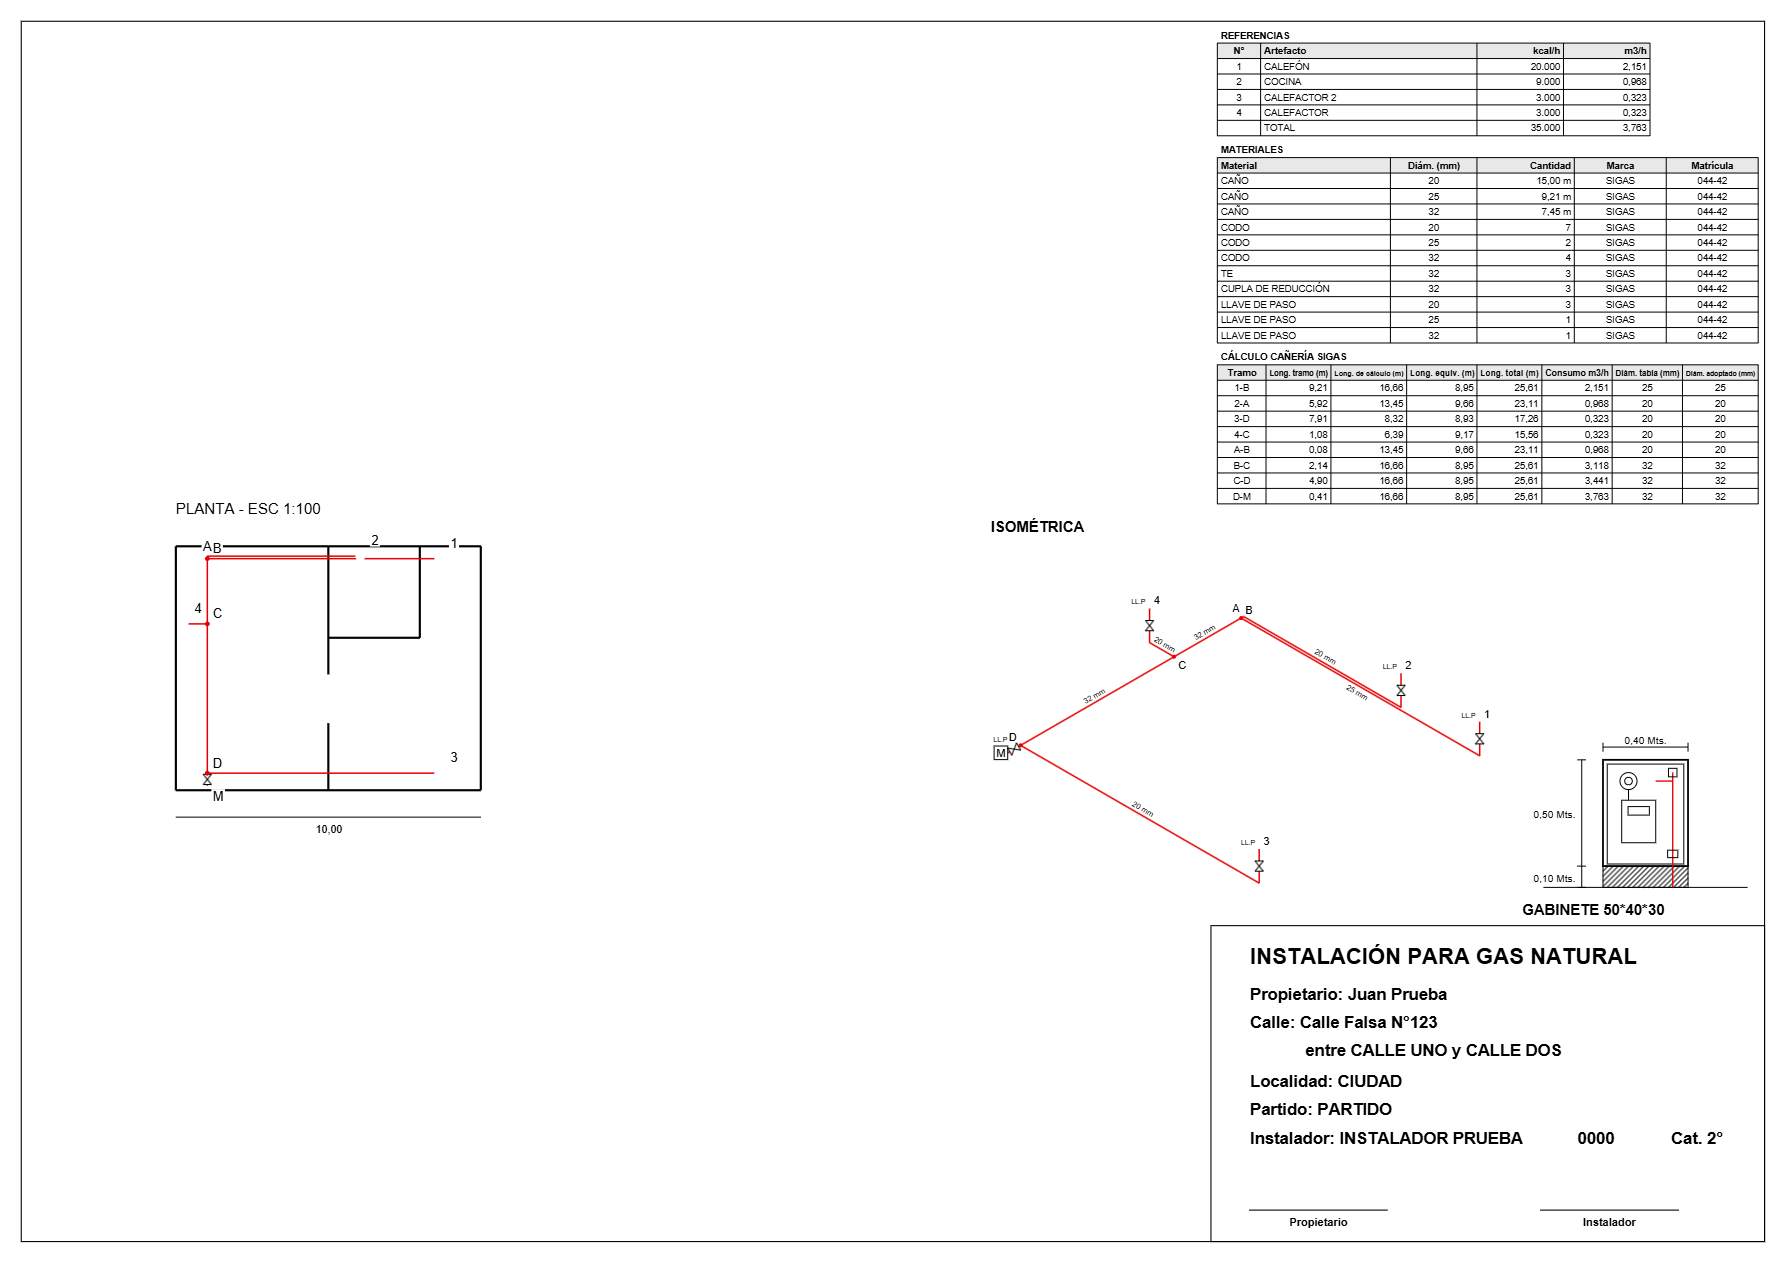 REFERENCIAS
N° Artefacto kcal/h m3/h
1 CALEFÓN 20.000 2,151
2 COCINA 9.000 0,968
3 CALEFACTOR 2 3.000 0,323
4 CALEFACTOR 3.000 0,323
TOTAL 35.000 3,763
MATERIALES
Material Diám. (mm) Cantidad Marca Matrícula
CAÑO 20 15,00 m SIGAS 044-42
CAÑO 25 9,21 m SIGAS 044-42
CAÑO 32 7,45 m SIGAS 044-42
CODO 20 7 SIGAS 044-42
CODO 25 2 SIGAS 044-42
CODO 32 4 SIGAS 044-42
TE 32 3 SIGAS 044-42
CUPLA DE REDUCCIÓN 32 3 SIGAS 044-42
LLAVE DE PASO 20 3 SIGAS 044-42
LLAVE DE PASO 25 1 SIGAS 044-42
LLAVE DE PASO 32 1 SIGAS 044-42
CÁLCULO CAÑERÍA SIGAS
Tramo Long. tramo (m) Long. de cálculo (m) Long. equiv. (m) Long. total (m) Consumo m3/h Diám. tabla (mm) Diám. adoptado (mm)
1-B 9,21 16,66 8,95 25,61 2,151 25 25
2-A 5,92 13,45 9,66 23,11 0,968 20 20
3-D 7,91 8,32 8,93 17,26 0,323 20 20
4-C 1,08 6,39 9,17 15,56 0,323 20 20
A-B 0,08 13,45 9,66 23,11 0,968 20 20
B-C 2,14 16,66 8,95 25,61 3,118 32 32
C-D 4,90 16,66 8,95 25,61 3,441 32 32
D-M 0,41 16,66 8,95 25,61 3,763 32 32
PLANTA - ESC 1:100
A B 2 1
4 C
D 3
M
10,00
ISOMÉTRICA
LL.P 4
A B
32 mm
20 mm
C
20 mm
LL.P 2
25 mm
32 mm
LL.P 1
LL.P D
M
20 mm
LL.P 3
0,40 Mts.
0,50 Mts.
0,10 Mts.
GABINETE 50*40*30
INSTALACIÓN PARA GAS NATURAL
Propietario: Juan Prueba
Calle: Calle Falsa N°123
entre CALLE UNO y CALLE DOS
Localidad: CIUDAD
Partido: PARTIDO
Instalador: INSTALADOR PRUEBA 0000 Cat. 2°
Propietario Instalador